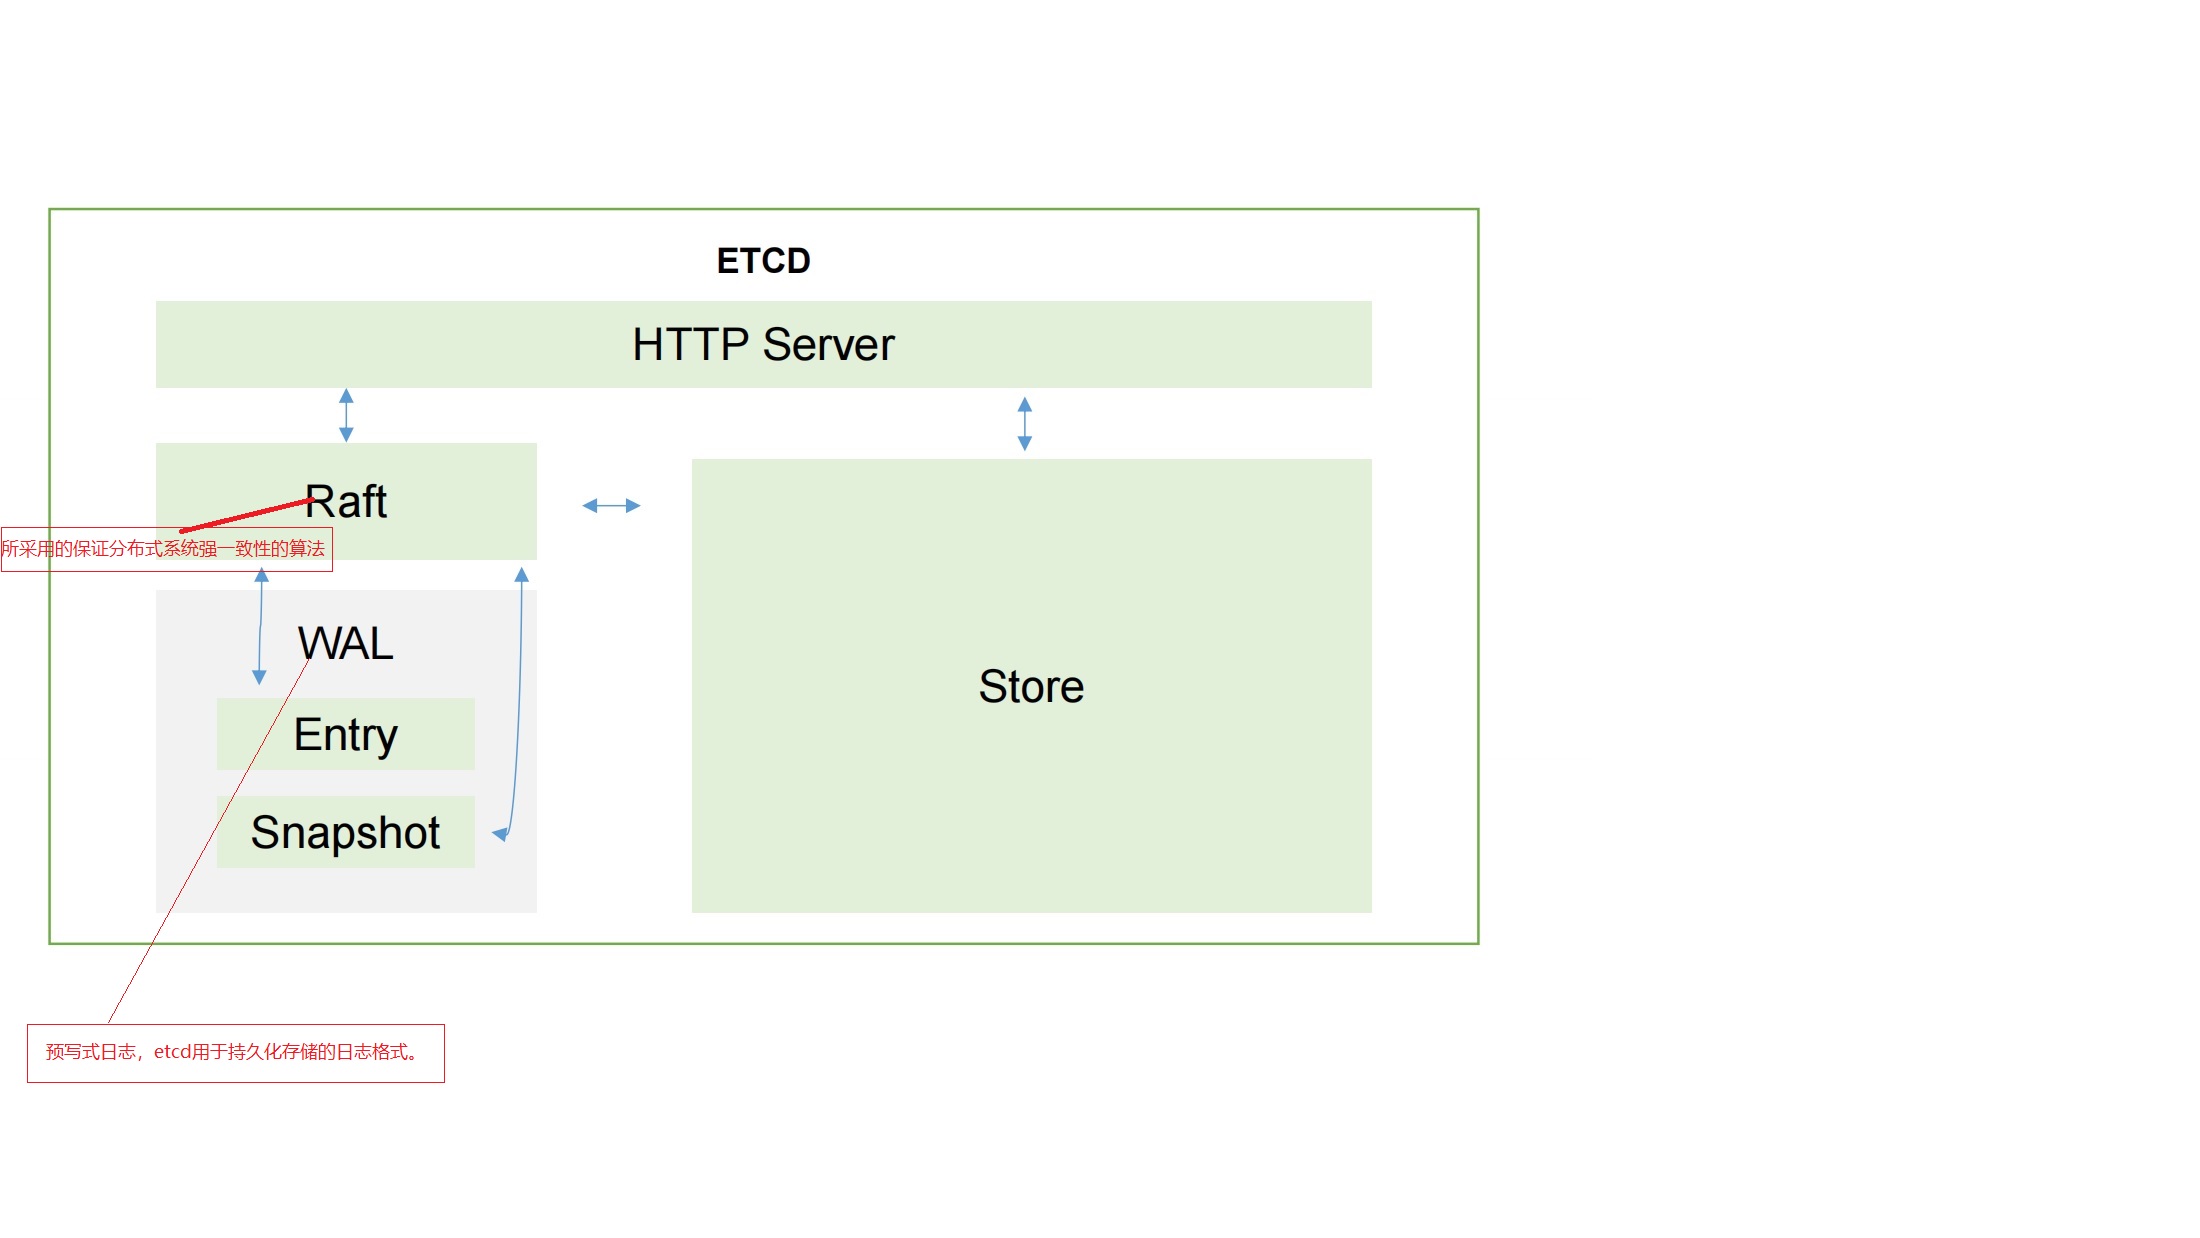 ETCD
HTTP Server
Raft
所采用的保证分布式系统强一致性的算法
WAL
Entry
Snapshot
Store
预写式日志，etcd用于持久化存储的日志格式。